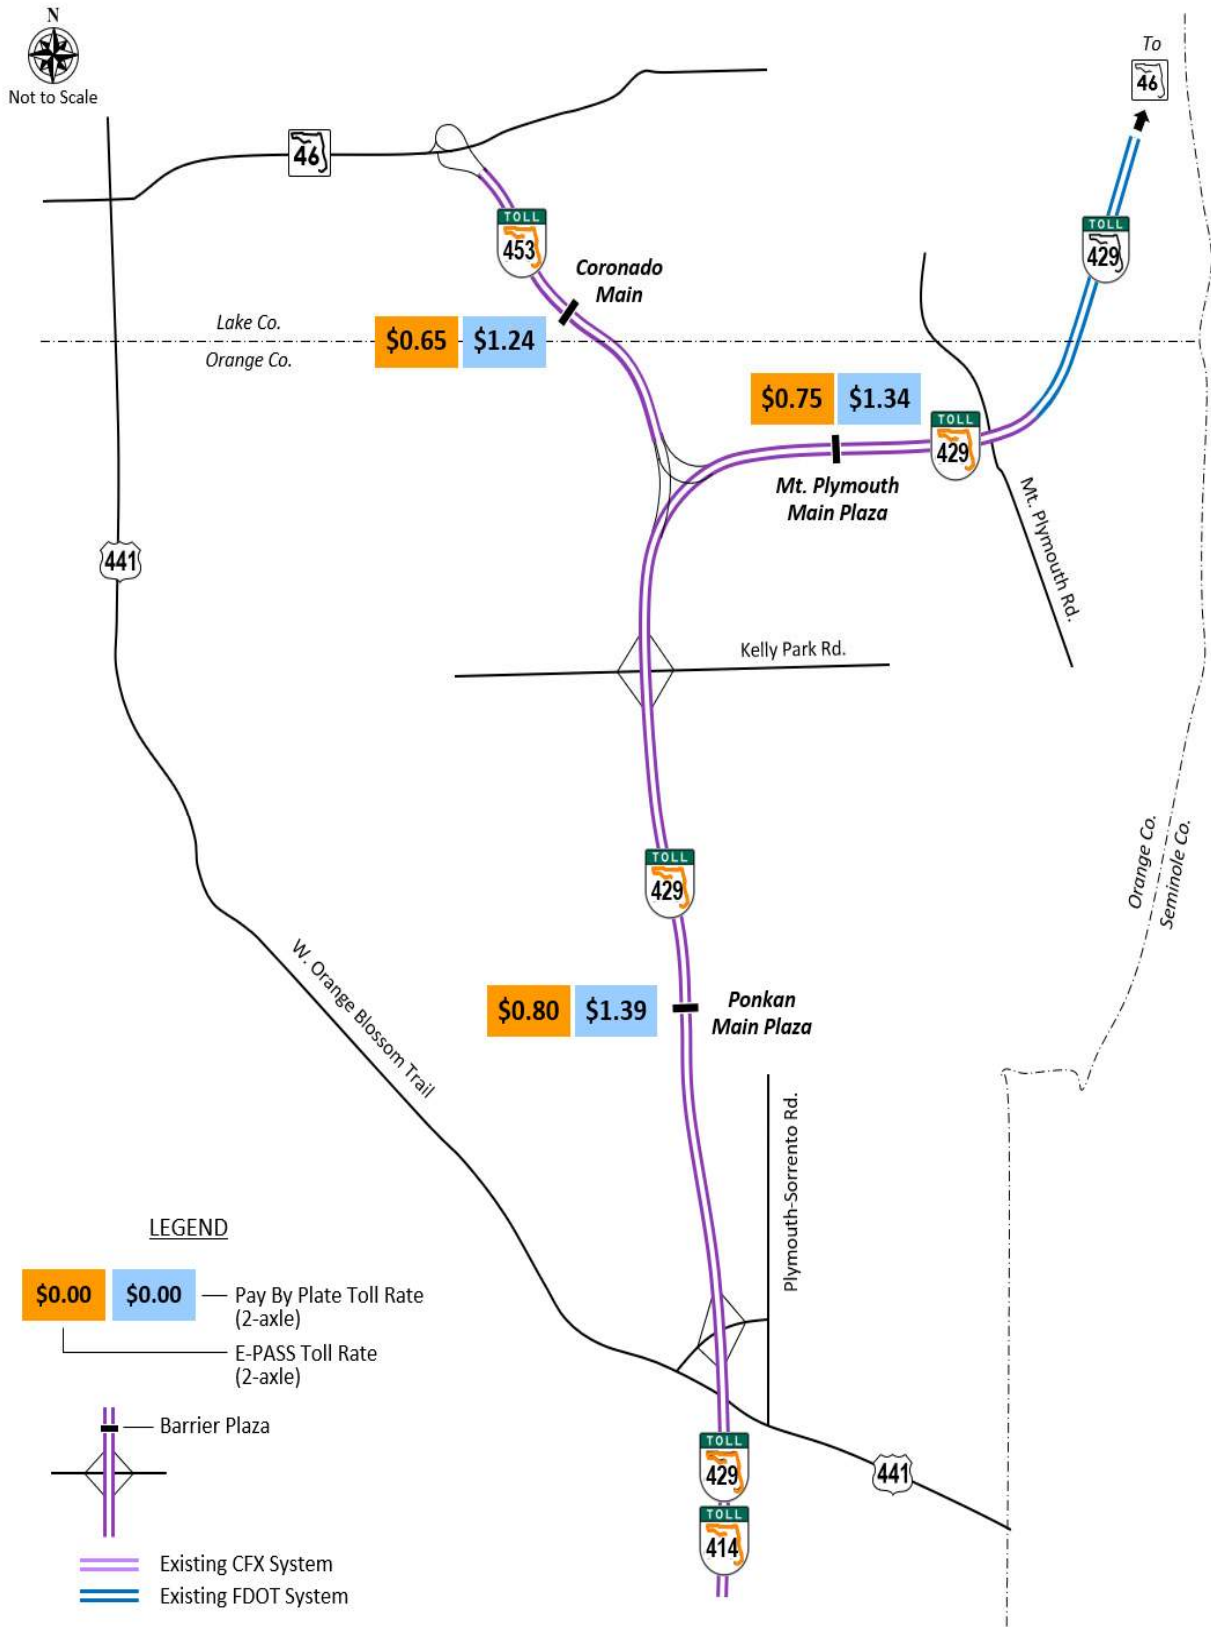 N
Not to Scale
To
46
46
TOLL
453
TOLL
429
Coronado
Main
Lake Co.
Orange Co.
$0.65 $1.24
$0.75 $1.34
TOLL
429
Mt. Plymouth
Main Plaza
Mt. Plymouth Rd.
441
Kelly Park Rd.
TOLL
429
Orange Co.
Seminole Co.
W. Orange Blossom Trail
$0.80 $1.39
Ponkan
Main Plaza
Plymouth-Sorrento Rd.
LEGEND
$0.00 $0.00
Pay By Plate Toll Rate
(2-axle)
E-PASS Toll Rate
(2-axle)
Barrier Plaza
TOLL
429
441
TOLL
414
Existing CFX System
Existing FDOT System